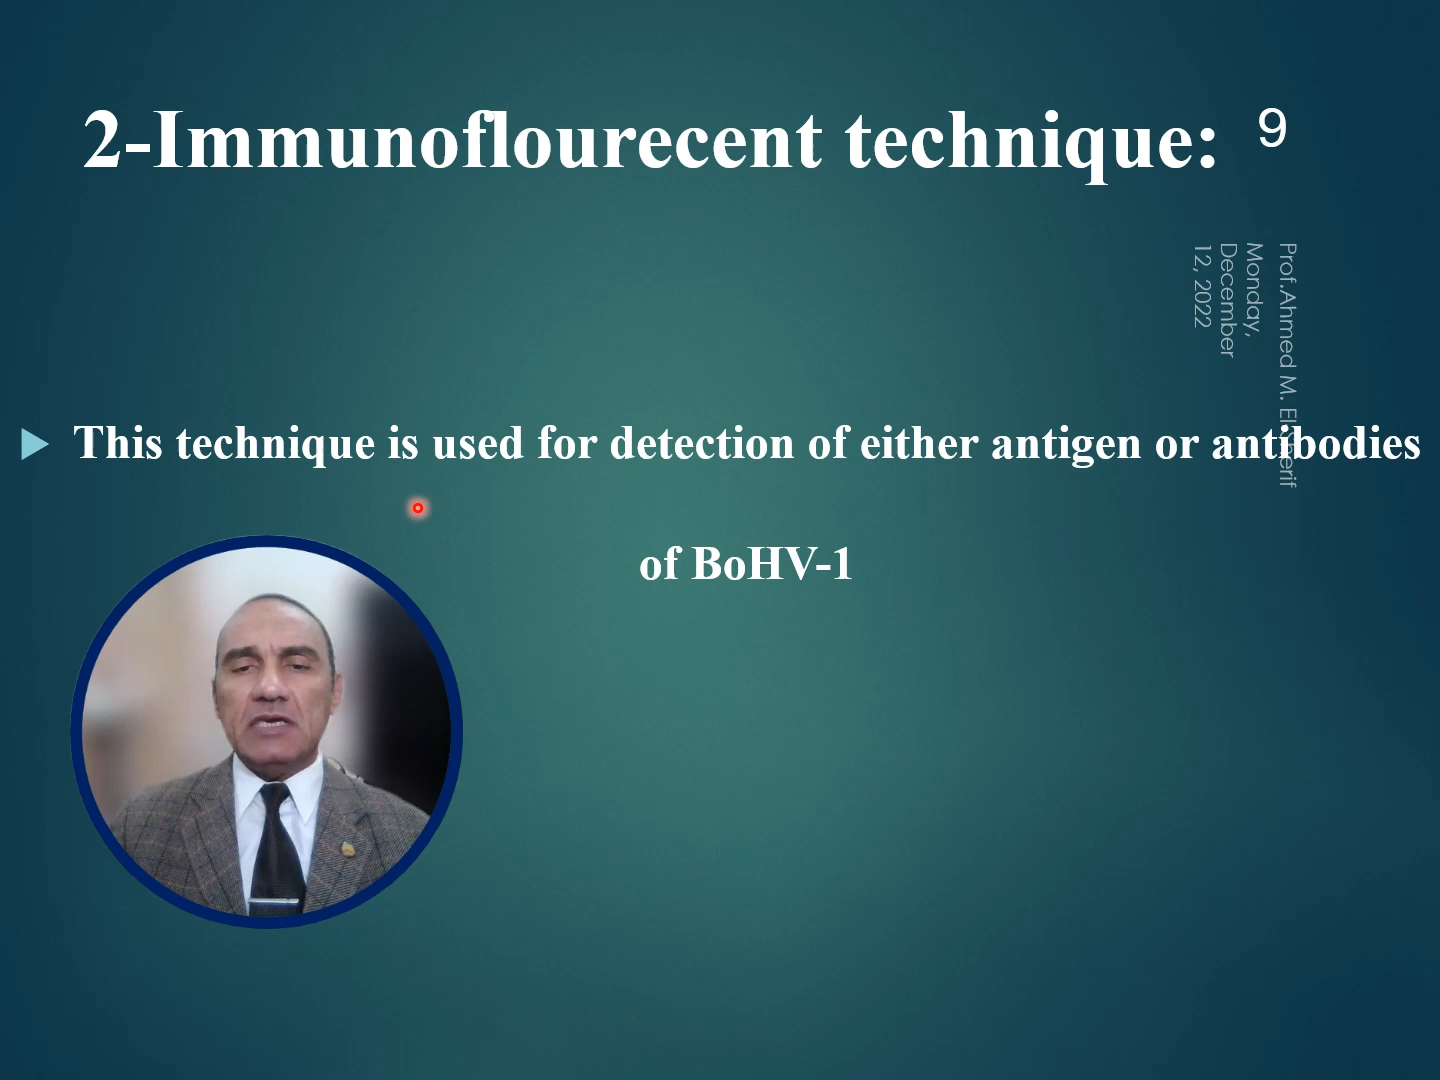 2-Immunoflourecent technique:
9
Prof.Ahmed M.
Monday,
December
12, 2022
This technique is used for detection of either antigen or antibodies
of BoHV-1